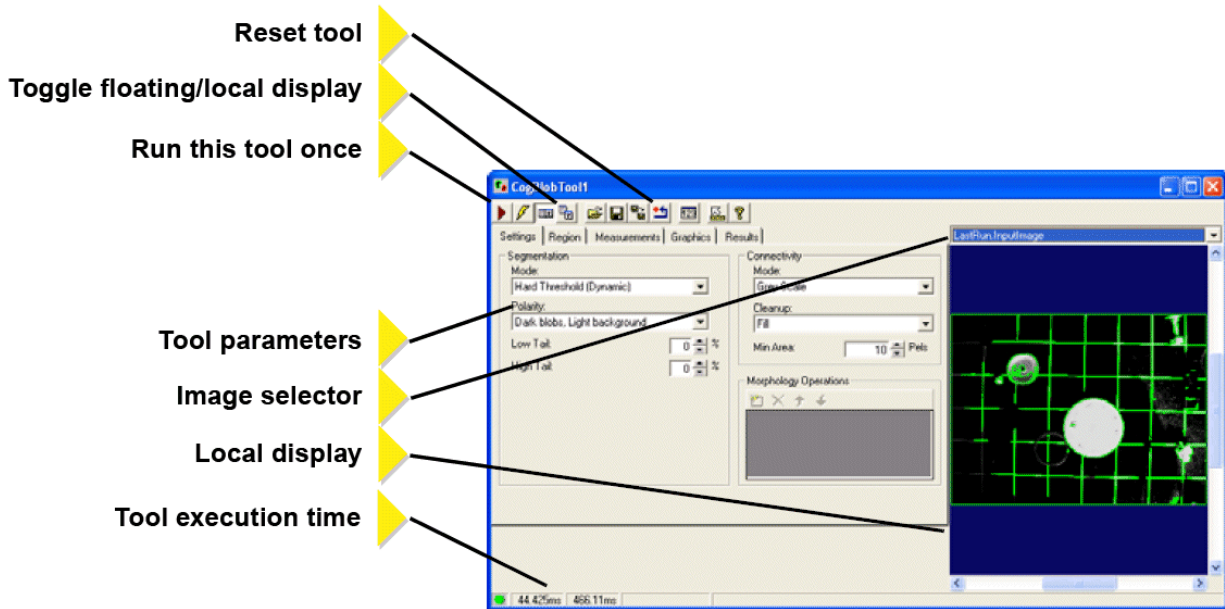 Reset tool
Toggle floating/local display
Run this tool once
Tool parameters
Image selector
Local display
Tool execution time
CogBlobTool1
Settings
Region
Measurements
Graphics
Results
LastRun.InputImage
Segmentation
Mode:
Hard Threshold (Dynamic)
Polarity:
Dark blobs, Light background
Low Tail:
0 %
High Tail:
0 %
Connectivity
Mode:
Grey Scale
Cleanup:
Fill
Min Area:
10 Pels
Morphology Operations
44.425ms
466.11ms